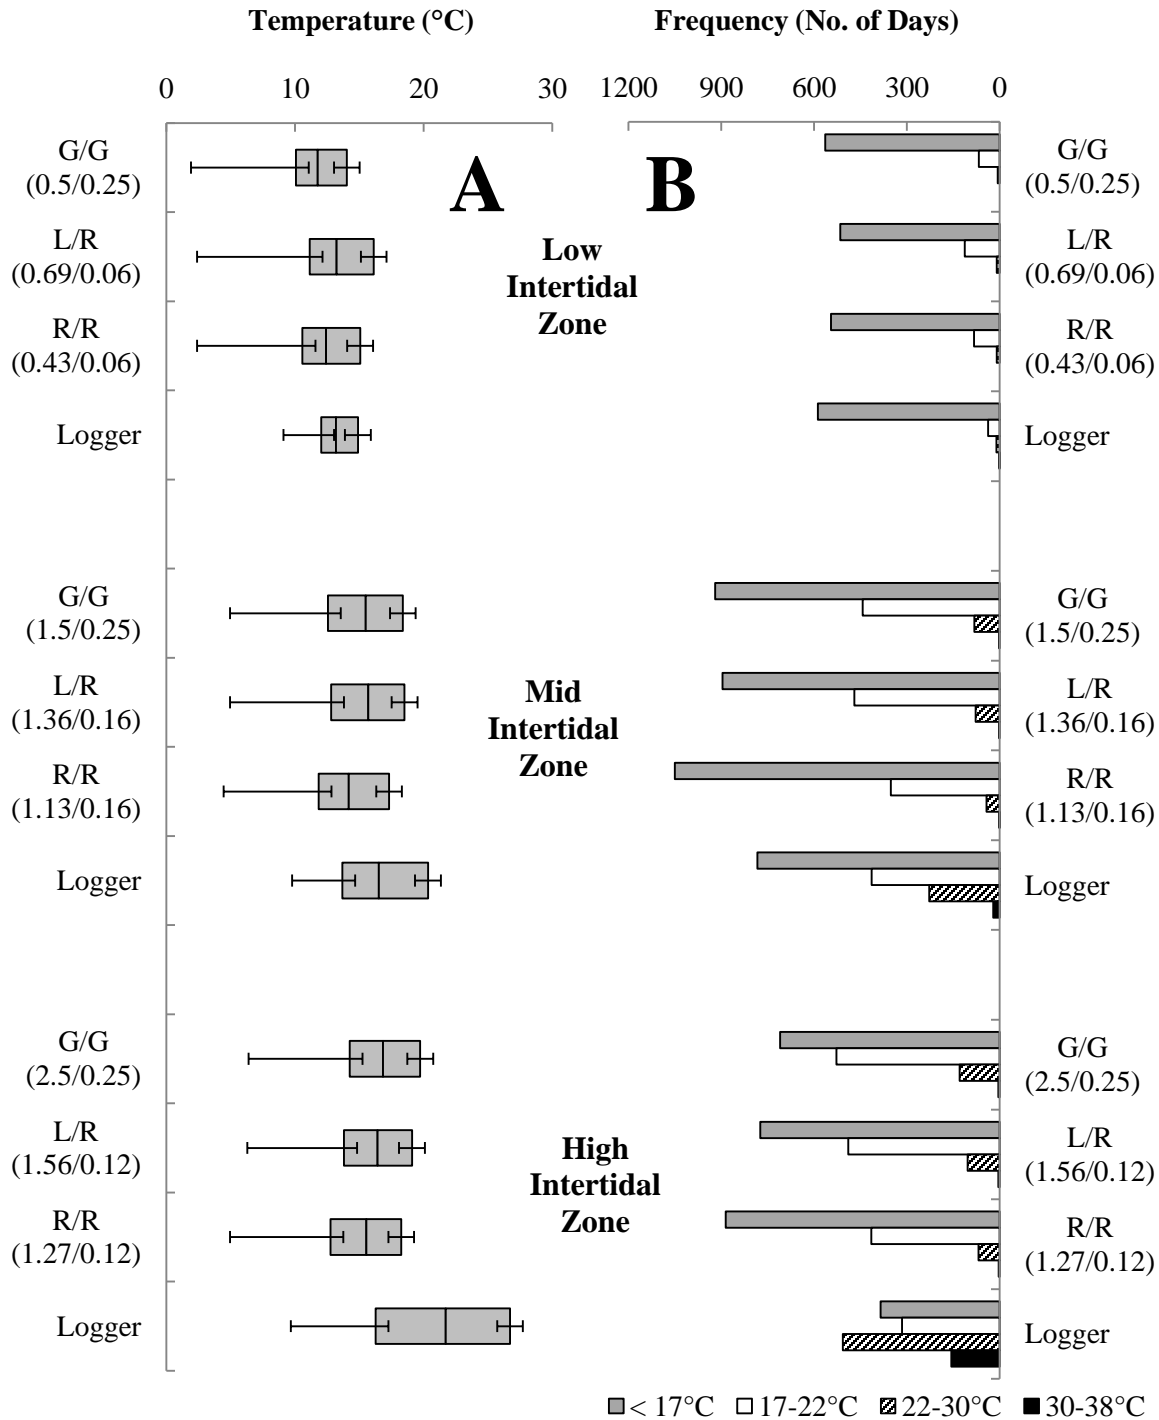 Temperature (°C)
Frequency (No. of Days)
0 10 20 30
1200 900 600 300 0
A
B
G/G
(0.5/0.25)
L/R
(0.69/0.06)
R/R
(0.43/0.06)
Logger
Low
Intertidal
Zone
G/G
(0.5/0.25)
L/R
(0.69/0.06)
R/R
(0.43/0.06)
Logger
G/G
(1.5/0.25)
L/R
(1.36/0.16)
R/R
(1.13/0.16)
Logger
Mid
Intertidal
Zone
G/G
(1.5/0.25)
L/R
(1.36/0.16)
R/R
(1.13/0.16)
Logger
G/G
(2.5/0.25)
L/R
(1.56/0.12)
R/R
(1.27/0.12)
Logger
High
Intertidal
Zone
G/G
(2.5/0.25)
L/R
(1.56/0.12)
R/R
(1.27/0.12)
Logger
< 17°C 17-22°C 22-30°C 30-38°C